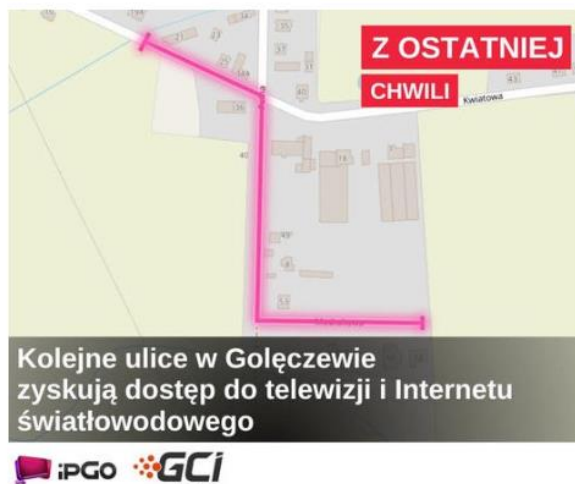 Z OSTATNIEJ
CHWILI
Kwiatowa
Kolejne ulice w Golęczewie
zyskują dostęp do telewizji i Internetu
światłowodowego
iPGO GCI